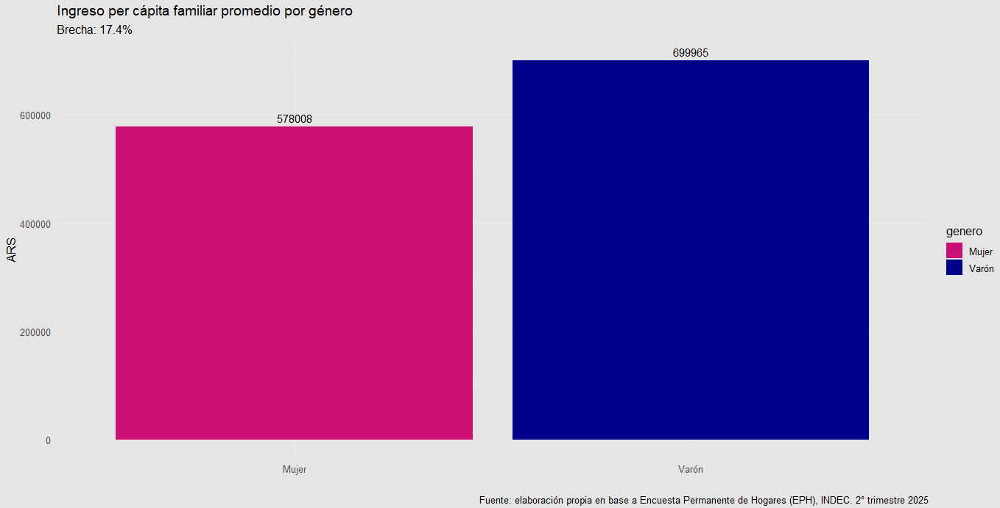 Ingreso per cápita familiar promedio por género
Brecha: 17.4%
699965
578008
600000
400000
200000
0
ARS
genero
Mujer
Varón
Mujer
Varón
Fuente: elaboración propia en base a Encuesta Permanente de Hogares (EPH), INDEC. 2° trimestre 2025